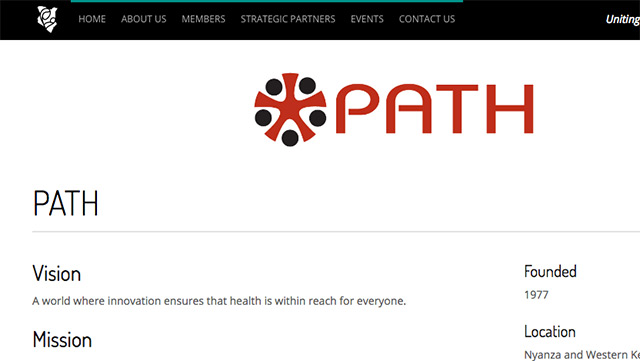 HOME ABOUT US MEMBERS STRATEGIC PARTNERS EVENTS CONTACT US Uniting
PATH
PATH
Vision
A world where innovation ensures that health is within reach for everyone.
Mission
Founded
1977
Location
Nyanza and Western